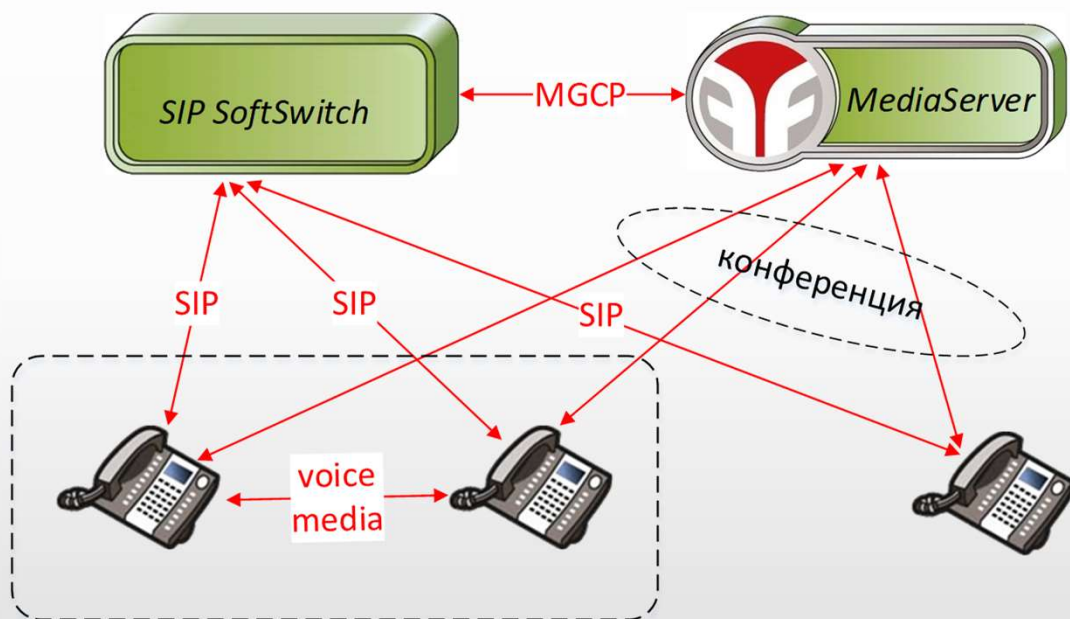 SIP SoftSwitch
MGCP
MediaServer
конференция
SIP
SIP
SIP
voice
media